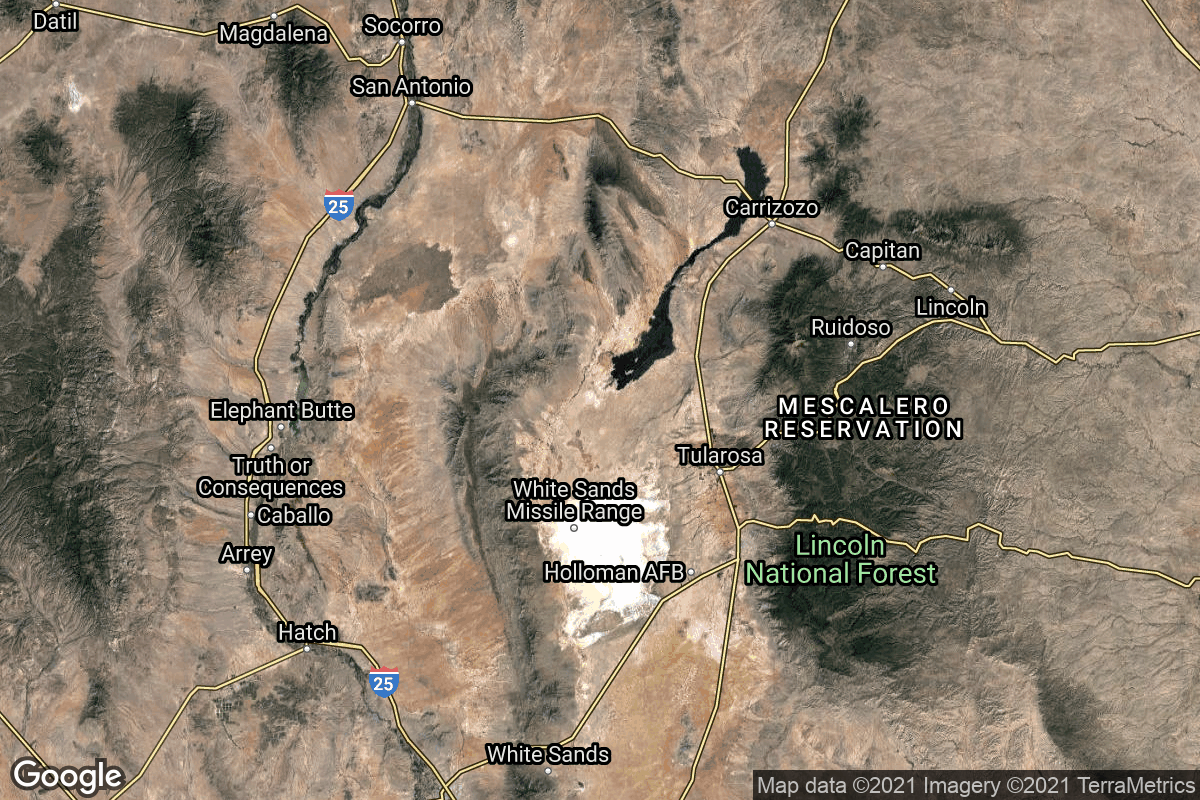 Datil
Magdalena
Socorro
San Antonio
25
Carrizozo
Capitan
Lincoln
Ruidoso
MESCALERO
RESERVATION
Elephant Butte
Truth or
Consequences
Tularosa
White Sands
Missile Range
Caballo
Arrey
Lincoln
National Forest
Holloman AFB
Hatch
25
White Sands
Google
Map data ©2021 Imagery ©2021 TerraMetrics